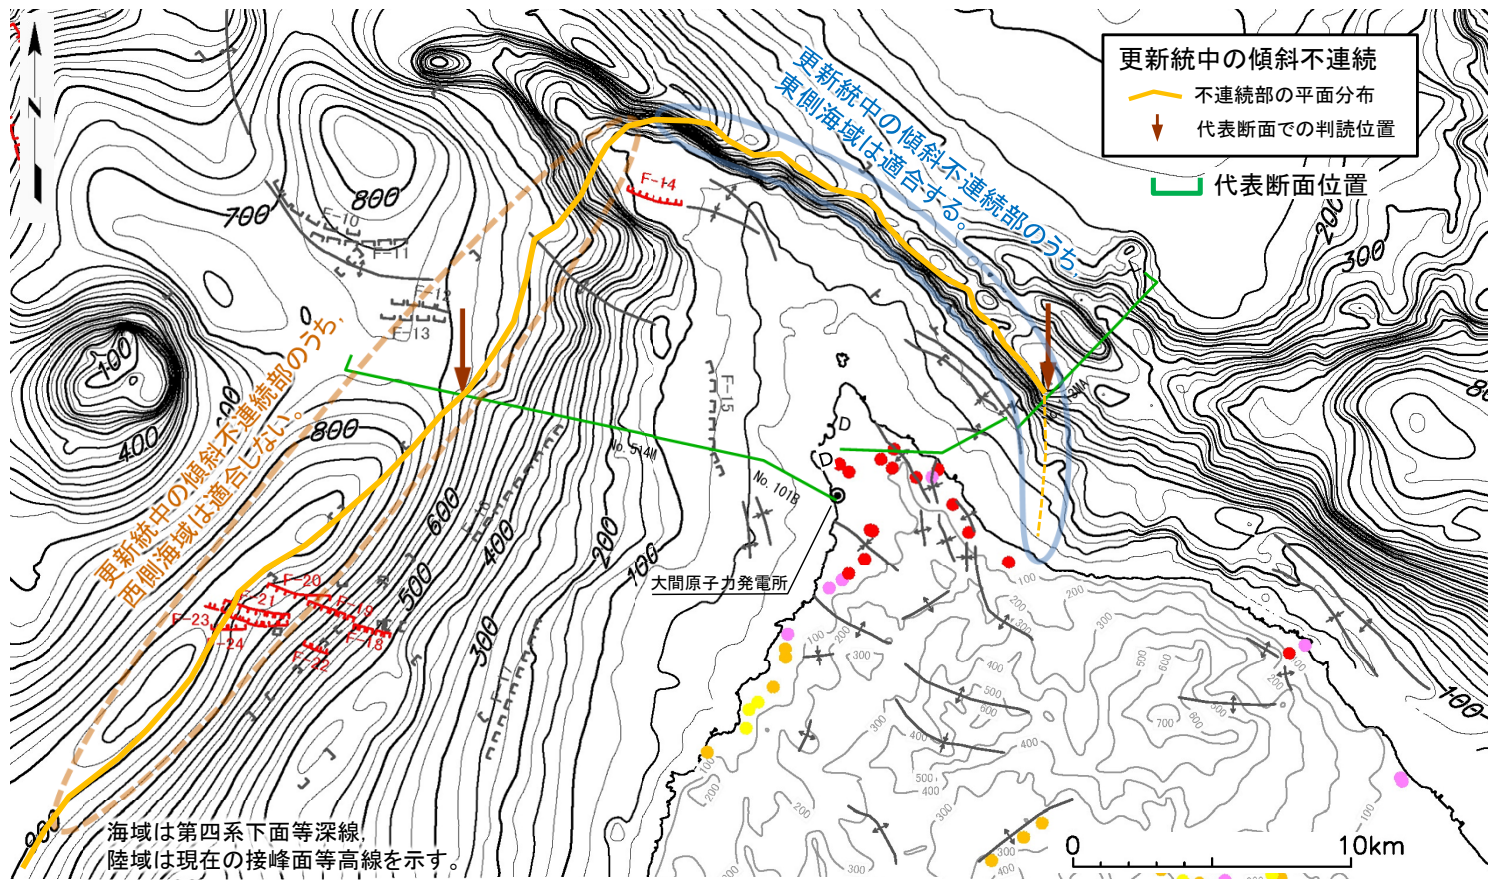 更新統中の傾斜不連続
不連続部の平面分布
代表断面での判読位置
代表断面位置
更新統中の傾斜不連続部のうち、
東側海域は適合する。
更新統中の傾斜不連続部のうち、
西側海域は適合しない。
N
F-14
F-10
F-11
F-12
F-13
F-15
F-16
F-17
F-20
F-21
F-19
F-23
F-18
F-22
-24
No. 514M
No. 101B
D
D
大間原子力発電所
700
800
0
100
400
800
600
400
500
300
200
100
900
200
300
100
海域は第四系下面等深線，
陸域は現在の接峰面等高線を示す。
0
10km